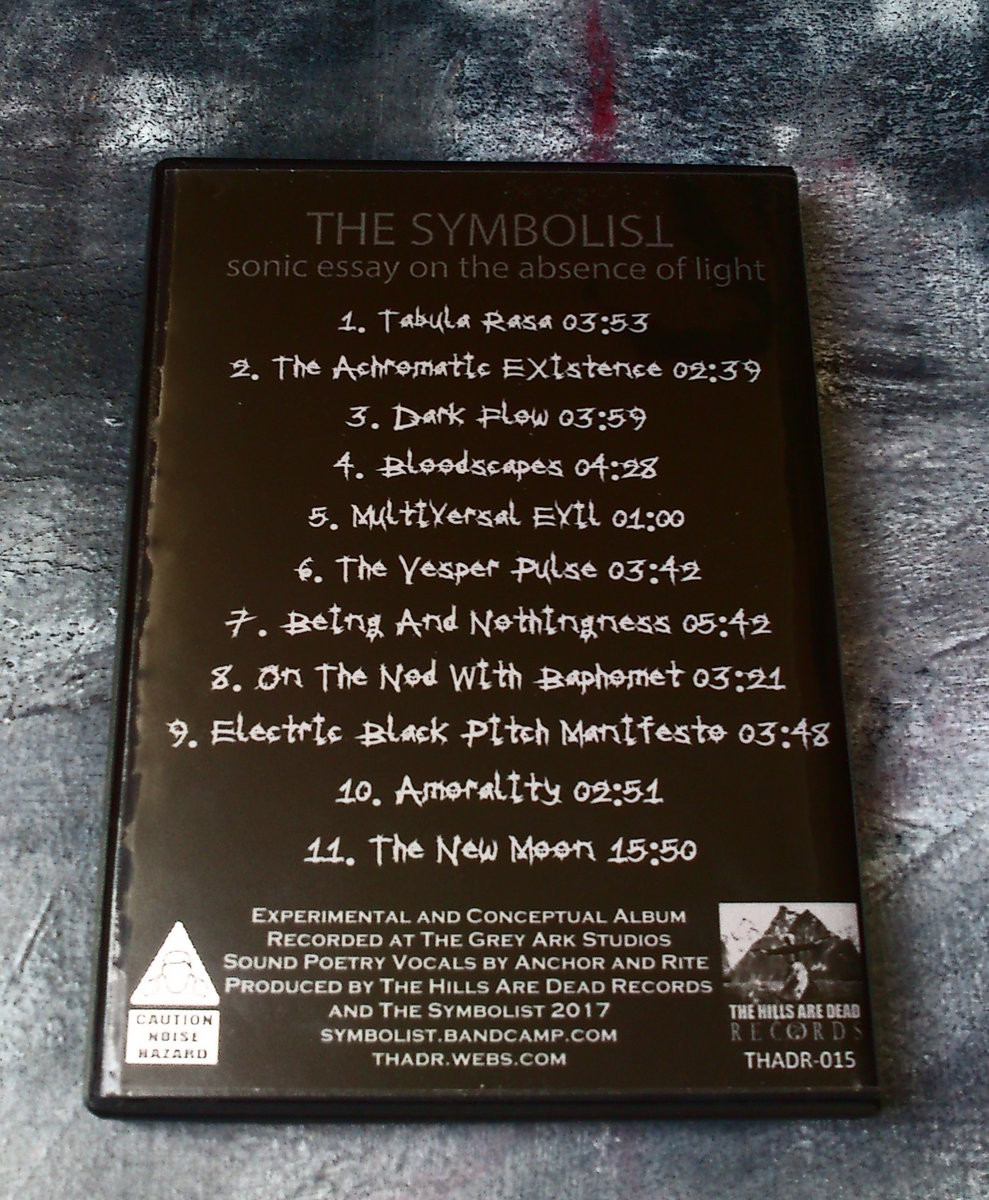 THE SYMBOLIST
sonic essay on the absence of light
1. Tabula Rasa 03:53
2. The Achromatic EXistence 02:39
3. Dark Flow 03:59
4. Bloodscapes 04:28
5. MultiVersal EVil 01:00
6. The Vesper Pulse 03:42
7. Being And Nothingness 05:42
8. On The Nod With Baphomet 03:21
9. Electric Black Pitch Manifesto 03:48
10. Amorality 02:51
11. The New Moon 15:50
EXPERIMENTAL AND CONCEPTUAL ALBUM
RECORDED AT THE GREY ARK STUDIOS
SOUND POETRY VOCALS BY ANCHOR AND RITE
PRODUCED BY THE HILLS ARE DEAD RECORDS
AND THE SYMBOLIST 2017
SYMBOLIST.BANDCAMP.COM
THADR.WEBS.COM
CAUTION
NOISE
HAZARD
THE HILLS ARE DEAD
RECORDS
THADR-015